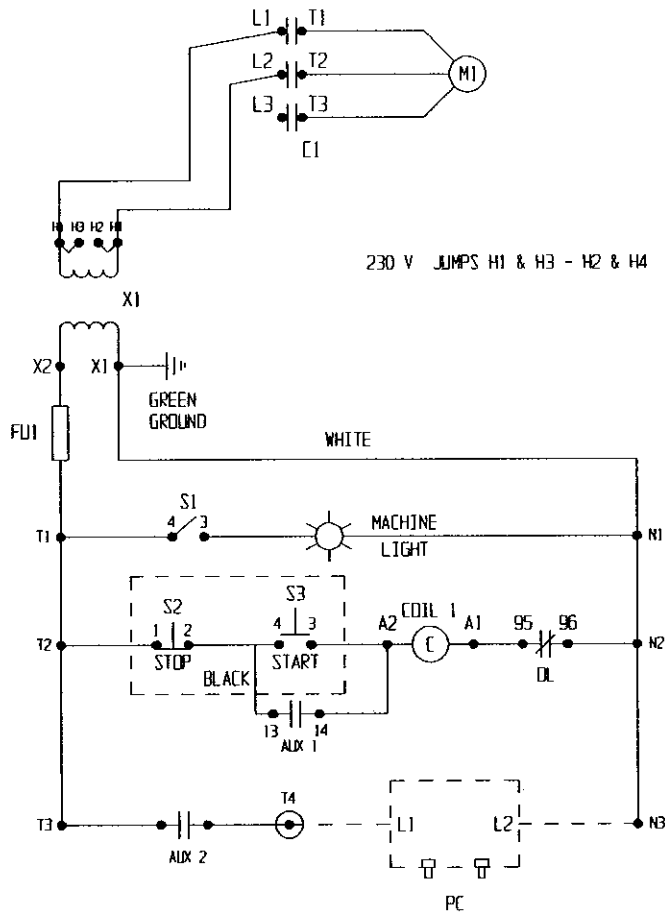 L1 T1
L2 T2
M1
L3 T3
C1
H3 H2
230 V JUMPS H1 & H3 - H2 & H4
X1
X2 X1
GREEN
GROUND
FU1
WHITE
S1
4 3
MACHINE
LIGHT
T1
N1
S2
S3
1 2
4 3
A2
COIL 1
A1
95 96
T2
C
N2
STOP
START
OL
BLACK
13 14
AUX 1
T3
T4
L1 L2
N3
AUX 2
PC